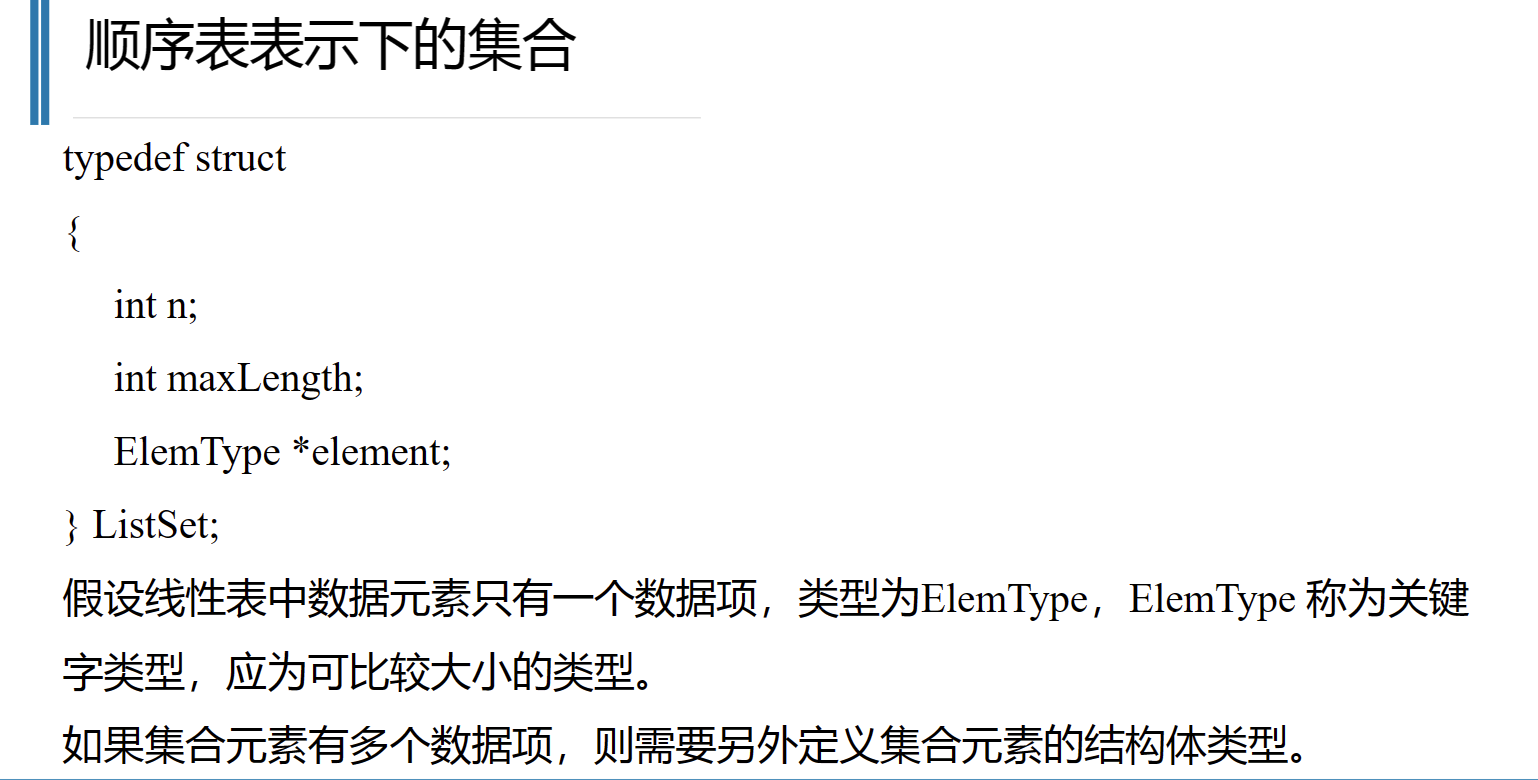 顺序表表示下的集合
typedef struct
{
int n;
int maxLength;
ElemType *element;
} ListSet;
假设线性表中数据元素只有一个数据项，类型为ElemType，ElemType 称为关键
字类型，应为可比较大小的类型。
如果集合元素有多个数据项，则需要另外定义集合元素的结构体类型。